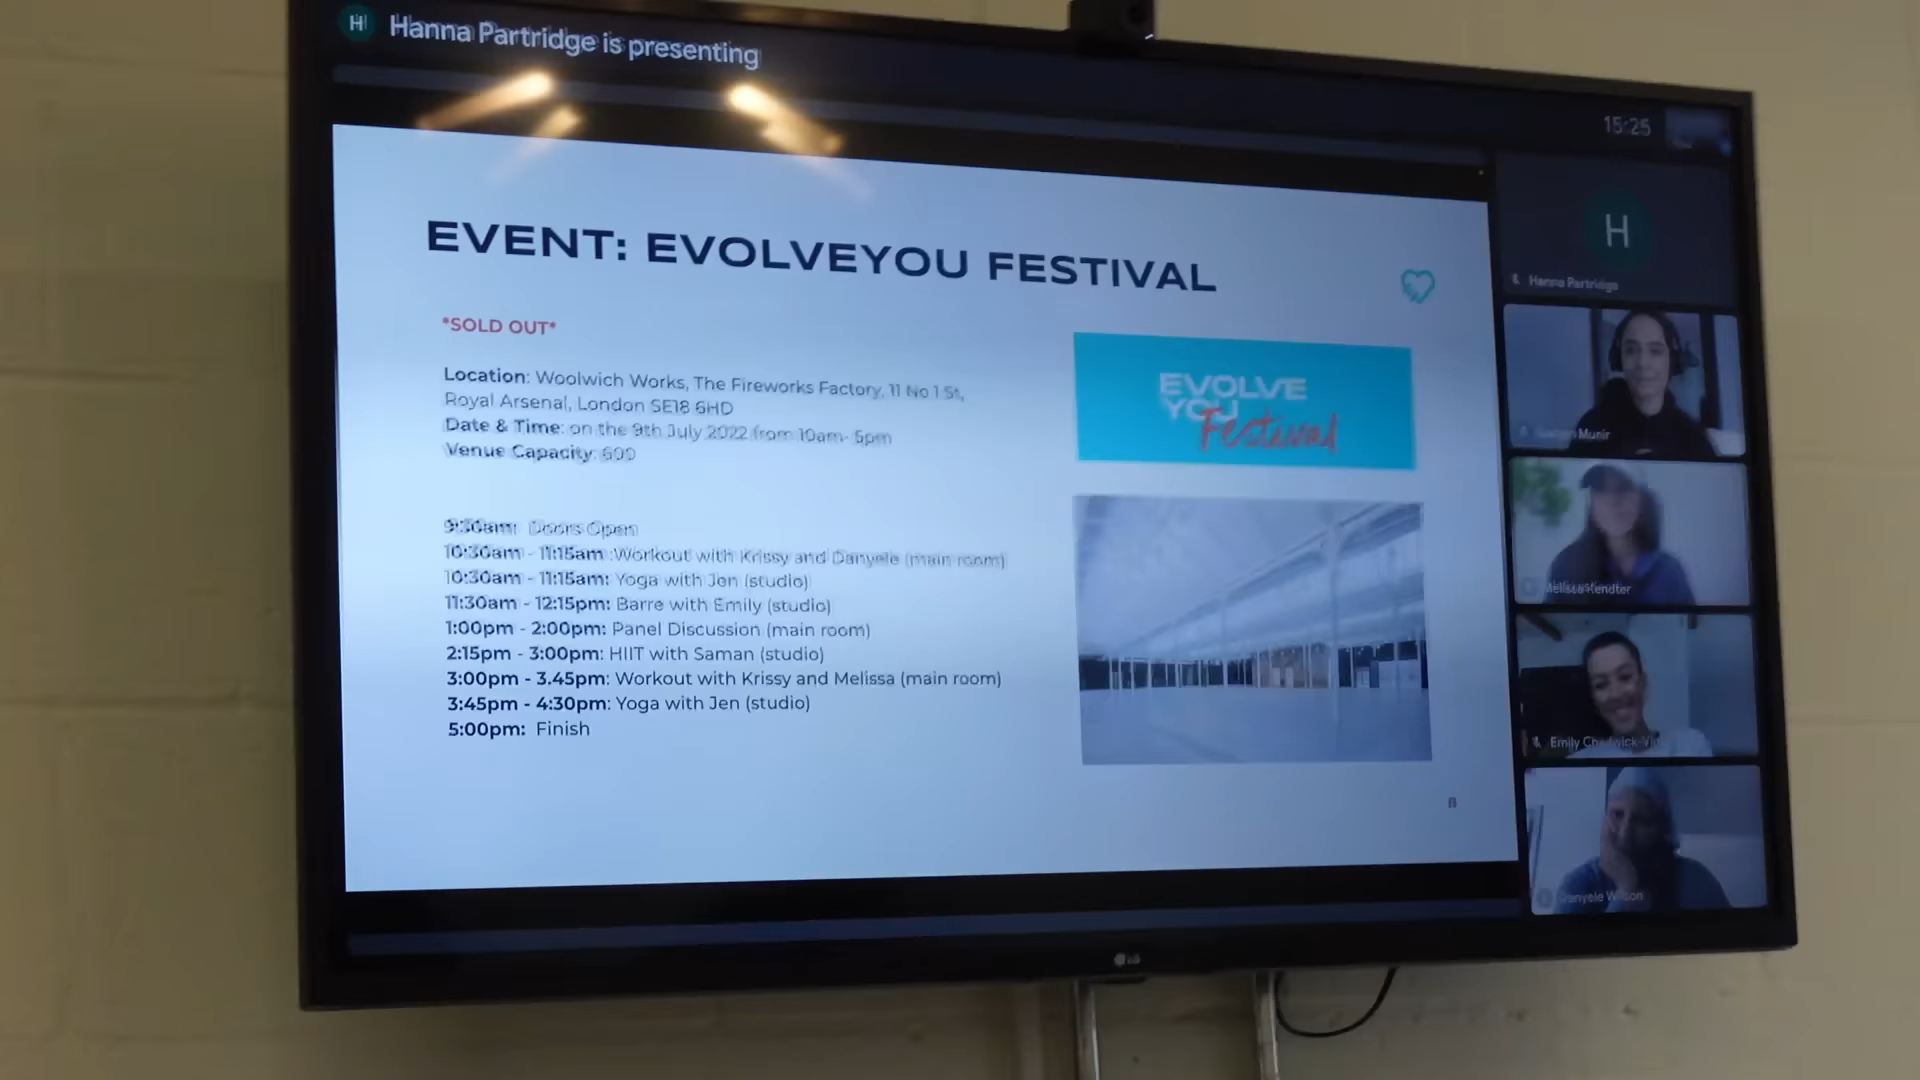 H Hanna Partridge is presenting
15:25
EVENT: EVOLVEYOU FESTIVAL
*SOLD OUT*
Location: Woolwich Works, The Fireworks Factory, 11 No 1 St,
Royal Arsenal, London SE18 6HD
Date & Time: on the 9th July 2022 from 10am- 5pm
Venue Capacity: 600
9:30am: Doors Open
10:30am - 11:15am :Workout with Krissy and Danyele (main room)
10:30am - 11:15am: Yoga with Jen (studio)
11:30am - 12:15pm: Barre with Emily (studio)
1:00pm - 2:00pm: Panel Discussion (main room)
2:15pm - 3:00pm: HIIT with Saman (studio)
3:00pm - 3.45pm: Workout with Krissy and Melissa (main room)
3:45pm - 4:30pm: Yoga with Jen (studio)
5:00pm: Finish
EVOLVE
YOU
Festival
H
Hanna Partridge
Munir
Melissa Kendter
Emily
Danyele Wilson
LG